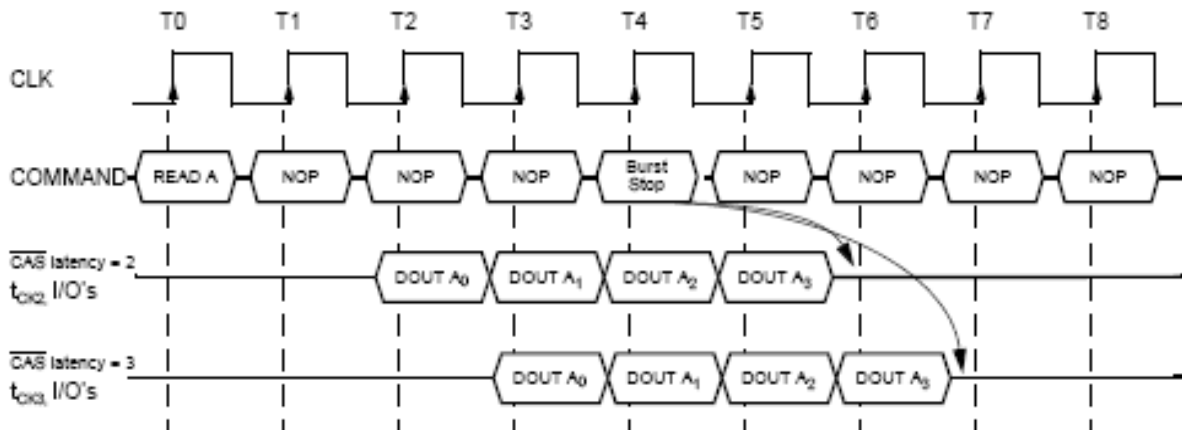 T0 T1 T2 T3 T4 T5 T6 T7 T8
CLK
COMMAND READ A NOP NOP NOP Burst Stop NOP NOP NOP NOP
CAS latency = 2
tCK2, I/O's DOUT A0 DOUT A1 DOUT A2 DOUT A3
CAS latency = 3
tCK3, I/O's DOUT A0 DOUT A1 DOUT A2 DOUT A3